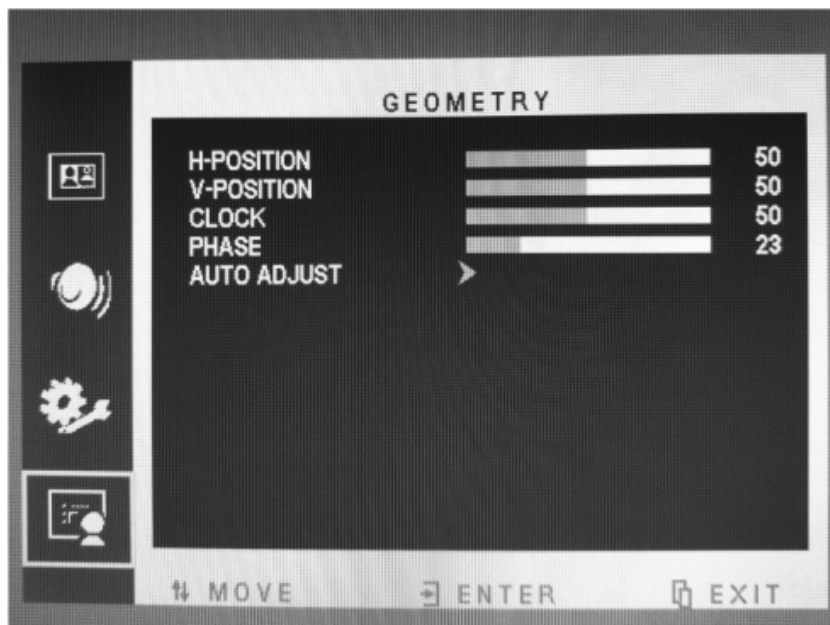 GEOMETRY
H-POSITION 50
V-POSITION 50
CLOCK 50
PHASE 23
AUTO ADJUST
MOVE ENTER EXIT